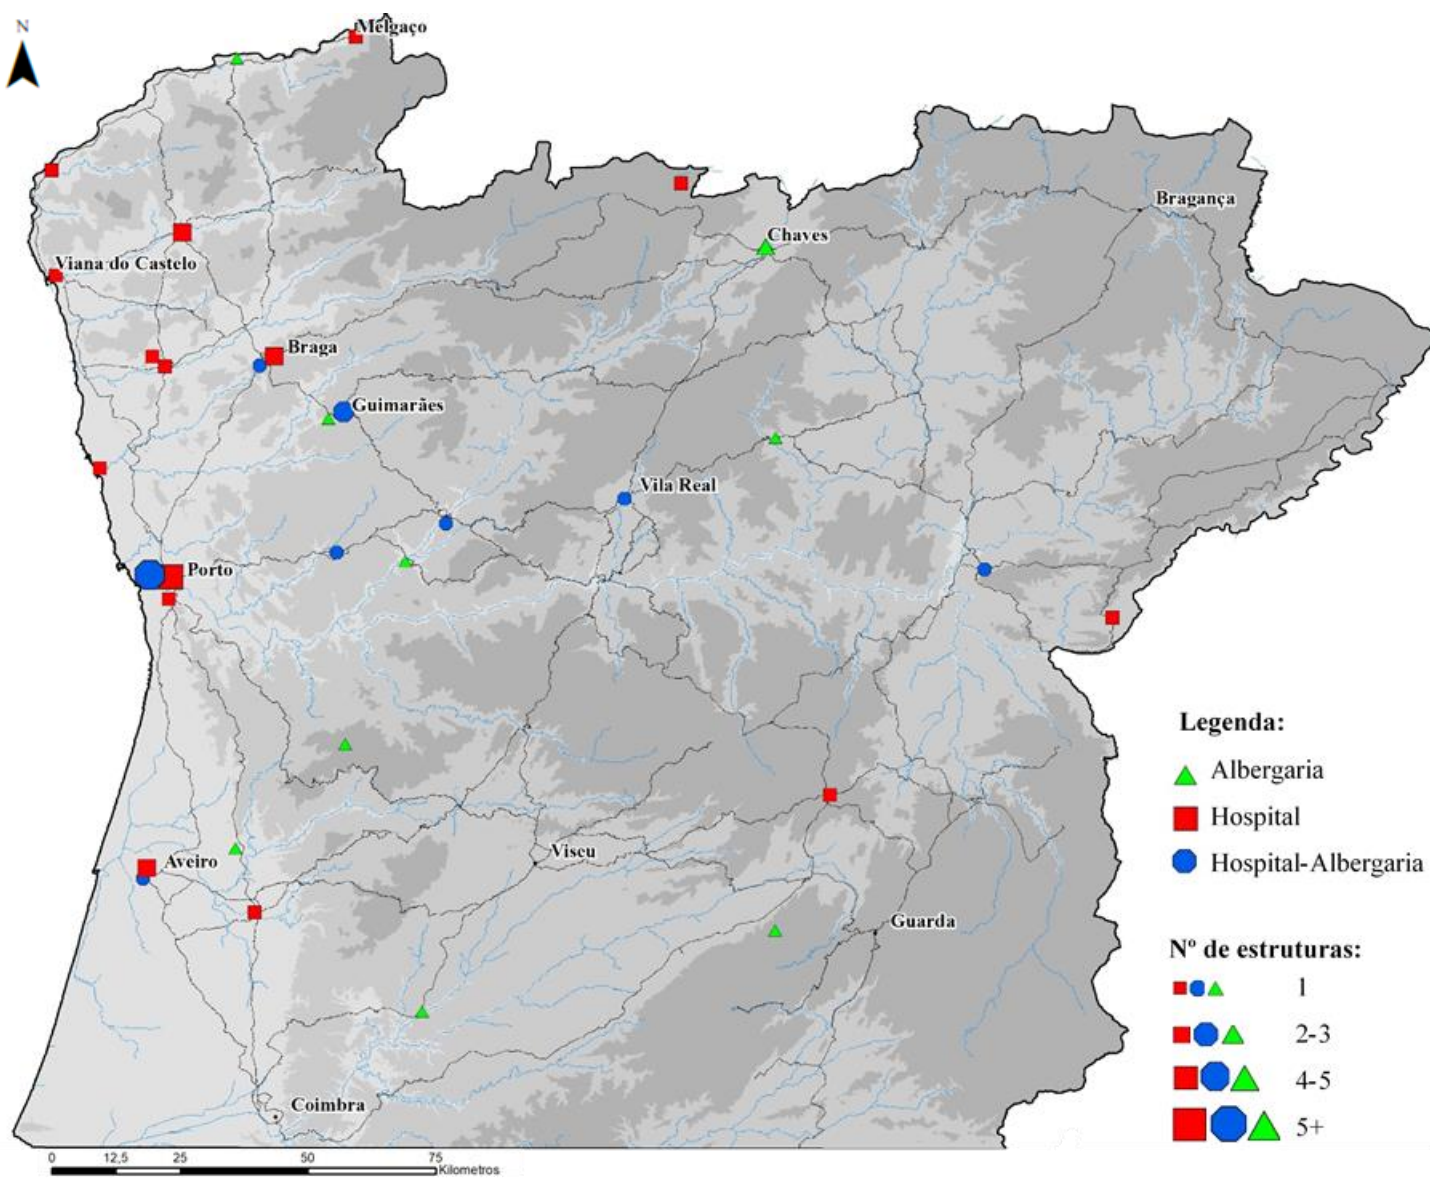 N
Melgaço
Bragança
Chaves
Viana do Castelo
Braga
Guimarães
Vila Real
Porto
Legenda:
Albergaria
Hospital
Hospital-Albergaria
Aveiro
Viseu
Guarda
Nº de estruturas:
1
2-3
4-5
5+
Coimbra
0 12,5 25 50 75
Kilometros